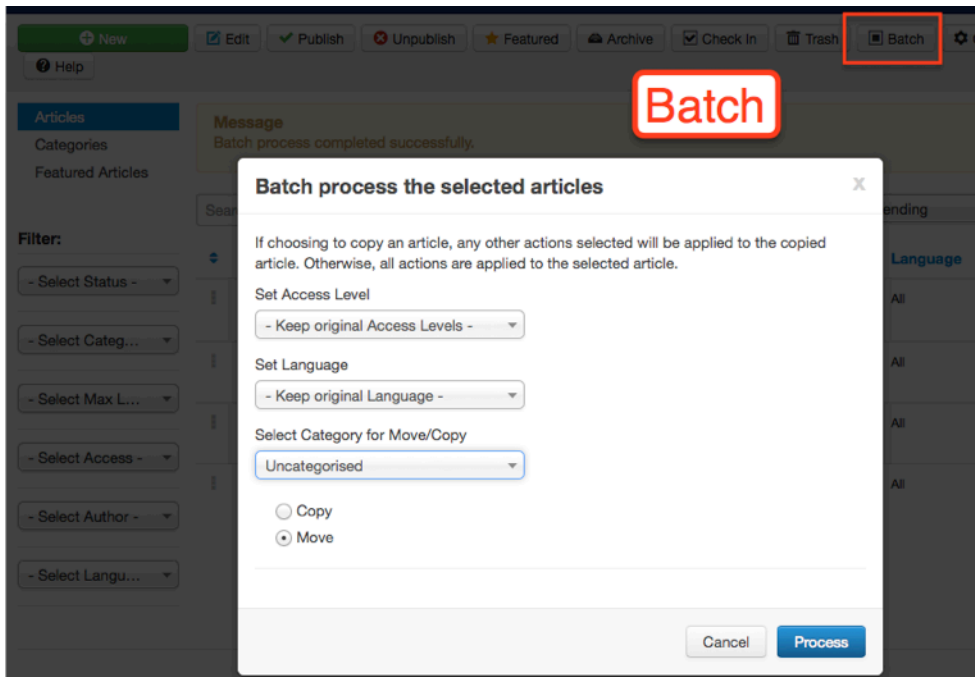 New
Edit
Publish
Unpublish
Featured
Archive
Check In
Trash
Batch
Help
Batch
Articles
Categories
Featured Articles
Message
Batch process completed successfully.
Batch process the selected articles
x
Sear
ending
If choosing to copy an article, any other actions selected will be applied to the copied
article. Otherwise, all actions are applied to the selected article.
Filter:
- Select Status -
- Select Categ...
- Select Max L...
- Select Access -
- Select Author -
- Select Langu...
Set Access Level
- Keep original Access Levels -
Set Language
- Keep original Language -
Select Category for Move/Copy
Uncategorised
Copy
Move
Language
All
All
All
All
Cancel
Process